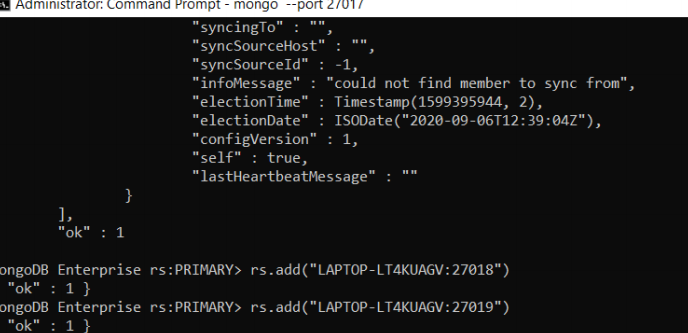 Administrator: Command Prompt - mongo --port 27017
"syncingTo" : "",
"syncSourceHost" : "",
"syncSourceId" : -1,
"infoMessage" : "could not find member to sync from",
"electionTime" : Timestamp(1599395944, 2),
"electionDate" : ISODate("2020-09-06T12:39:04Z"),
"configVersion" : 1,
"self" : true,
"lastHeartbeatMessage" : ""
}
],
"ok" : 1
ongoDB Enterprise rs:PRIMARY> rs.add("LAPTOP-LT4KUAGV:27018")
"ok" : 1 }
ongoDB Enterprise rs:PRIMARY> rs.add("LAPTOP-LT4KUAGV:27019")
"ok" : 1 }